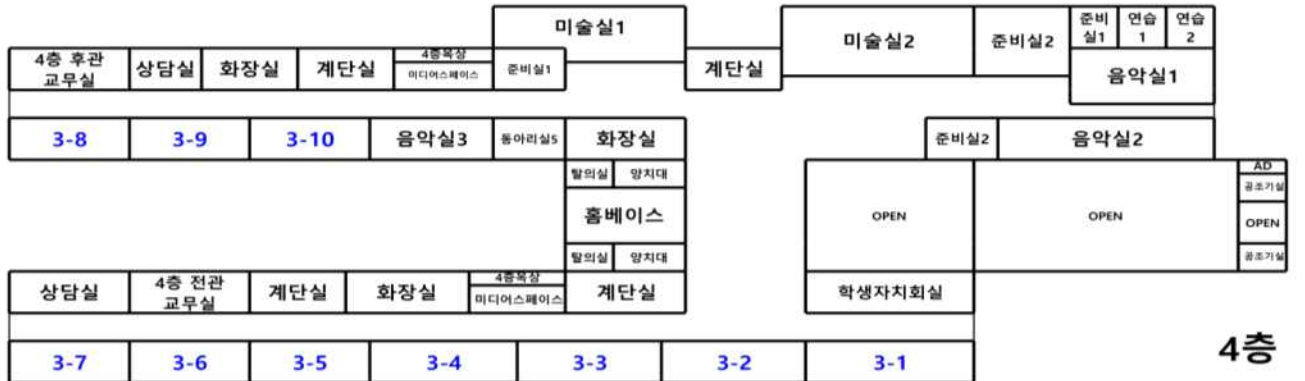 미술실1
미술실2
준비실2
준비
실1
연습
1
연습
2
4층 후관
교무실
상담실
화장실
계단실
4층옥상
미디어스페이스
준비실1
계단실
음악실1
3-8
3-9
3-10
음악실3
동아리실5
화장실
준비실2
음악실2
탈의실
양치대
OPEN
OPEN
AD
공조기실
홈베이스
OPEN
탈의실
양치대
공조기실
상담실
4층 전관
교무실
계단실
화장실
4층옥상
미디어스페이스
계단실
학생자치회실
3-7
3-6
3-5
3-4
3-3
3-2
3-1
4층